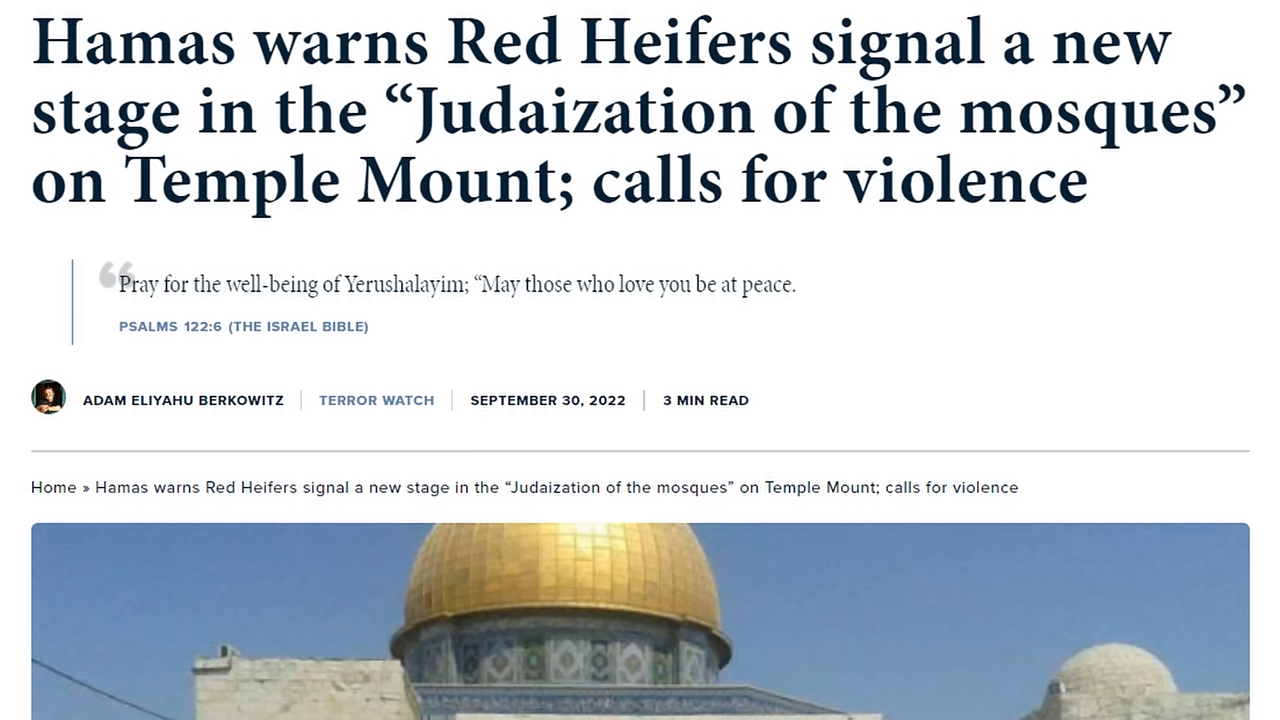 Hamas warns Red Heifers signal a new
stage in the “Judaization of the mosques”
on Temple Mount; calls for violence
“
Pray for the well-being of Yerushalayim; “May those who love you be at peace.
PSALMS 122:6 (THE ISRAEL BIBLE)
ADAM ELIYAHU BERKOWITZ TERROR WATCH SEPTEMBER 30, 2022 3 MIN READ
Home » Hamas warns Red Heifers signal a new stage in the “Judaization of the mosques” on Temple Mount; calls for violence